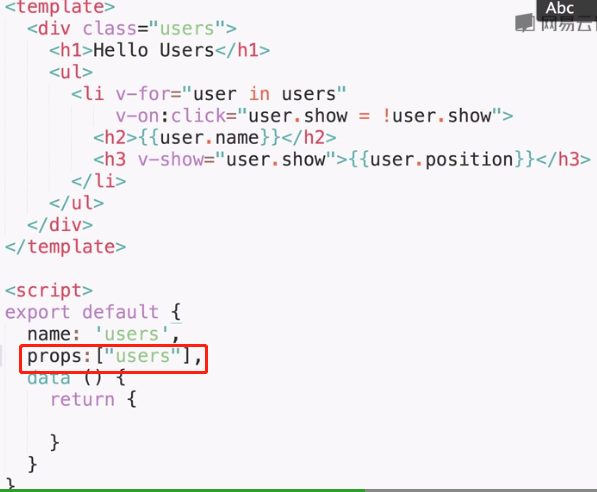 Abc
网易云
<template>
  <div class="users">
    <h1>Hello Users</h1>
    <ul>
      <li v-for="user in users"
          v-on:click="user.show = !user.show">
        <h2>{{user.name}}</h2>
        <h3 v-show="user.show">{{user.position}}</h3>
      </li>
    </ul>
  </div>
</template>

<script>
export default {
  name: 'users',
  props:["users"],
  data () {
    return {

    }
  }
}